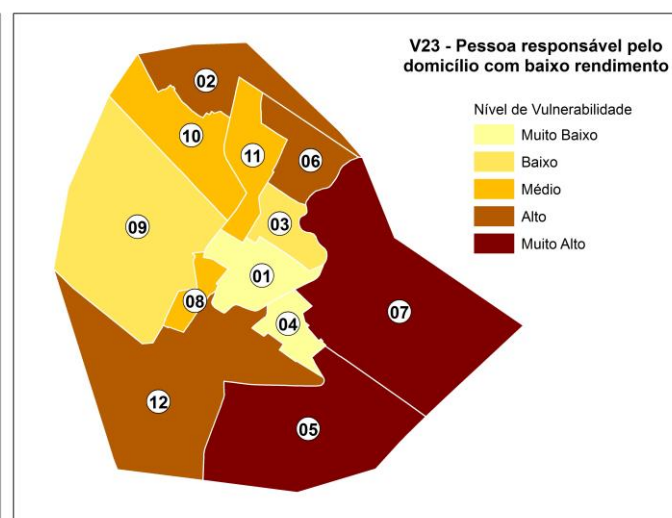 V23 - Pessoa responsável pelo
domicílio com baixo rendimento
Nível de Vulnerabilidade
Muito Baixo
Baixo
Médio
Alto
Muito Alto
02
10
11
06
03
09
01
08
04
07
12
05